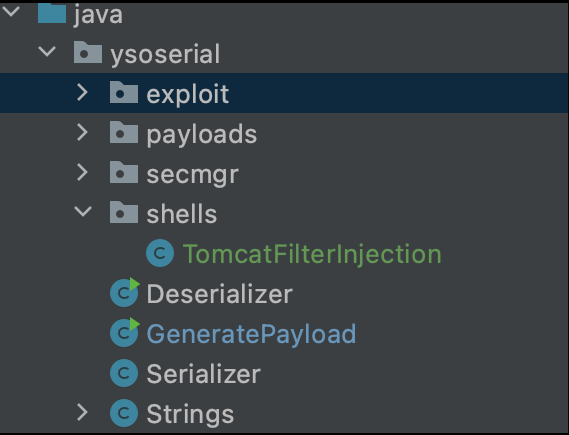 java
ysoserial
exploit
payloads
secmgr
shells
C TomcatFilterInjection
C Deserializer
C GeneratePayload
C Serializer
C Strings